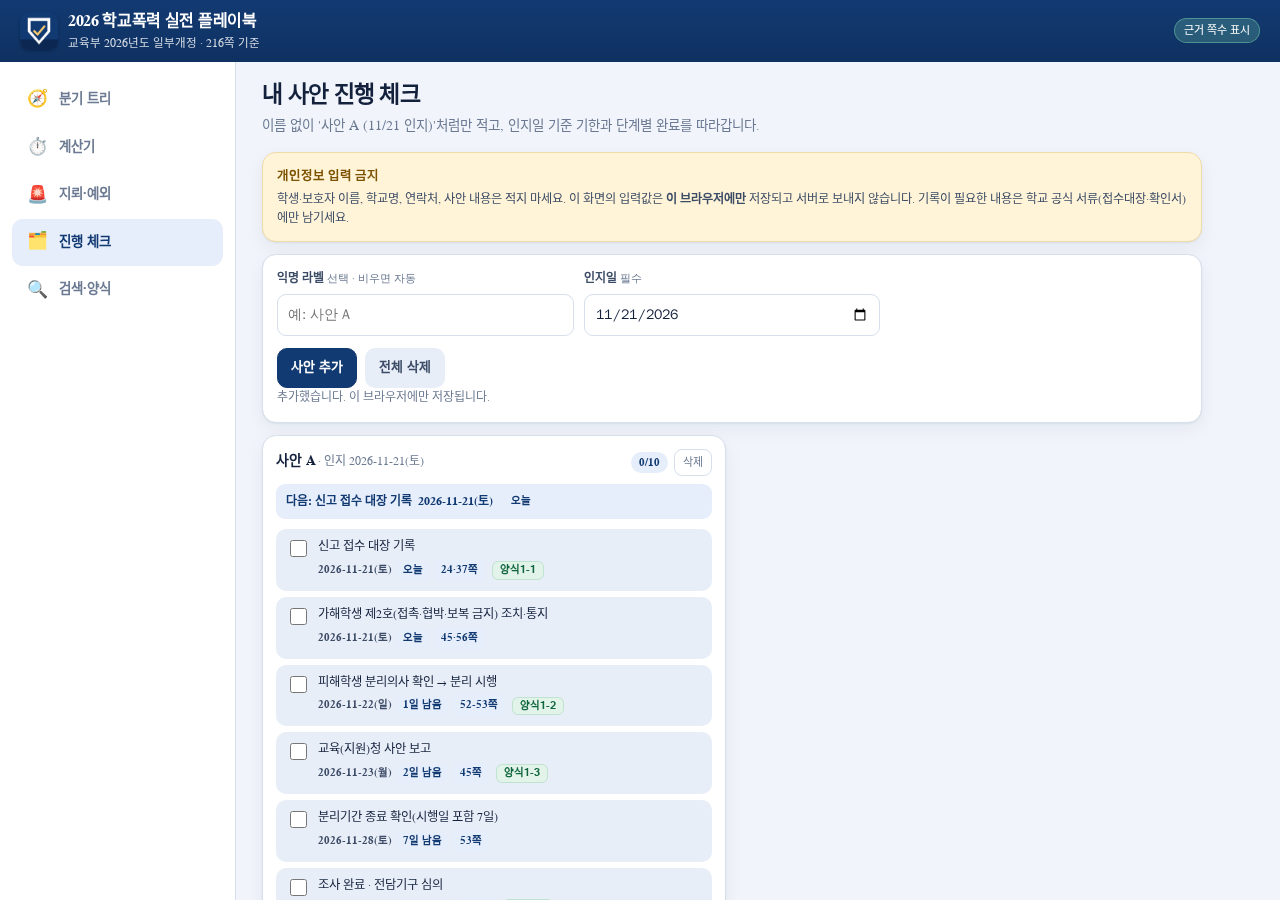 2026 학교폭력 실전 플레이북
교육부 2026년도 일부개정 · 216쪽 기준
근거 쪽수 표시
분기 트리
계산기
지뢰·예외
진행 체크
검색·양식
내 사안 진행 체크
이름 없이 '사안 A (11/21 인지)'처럼만 적고, 인지일 기준 기한과 단계별 완료를 따라갑니다.
개인정보 입력 금지
학생·보호자 이름, 학교명, 연락처, 사안 내용은 적지 마세요. 이 화면의 입력값은 이 브라우저에만 저장되고 서버로 보내지 않습니다. 기록이 필요한 내용은 학교 공식 서류(접수대장·확인서)
에만 남기세요.
익명 라벨 선택 · 비우면 자동
인지일 필수
예: 사안 A
11/21/2026
사안 추가
전체 삭제
추가했습니다. 이 브라우저에만 저장됩니다.
사안 A · 인지 2026-11-21(토)
0/10
삭제
다음: 신고 접수 대장 기록 2026-11-21(토) 오늘
신고 접수 대장 기록
2026-11-21(토) 오늘 24·37쪽 양식1-1
가해학생 제2호(접촉·협박·보복 금지) 조치·통지
2026-11-21(토) 오늘 45·56쪽
피해학생 분리의사 확인 → 분리 시행
2026-11-22(일) 1일 남음 52-53쪽 양식1-2
교육(지원)청 사안 보고
2026-11-23(월) 2일 남음 45쪽 양식1-3
분리기간 종료 확인(시행일 포함 7일)
2026-11-28(토) 7일 남음 53쪽
조사 완료 · 전담기구 심의